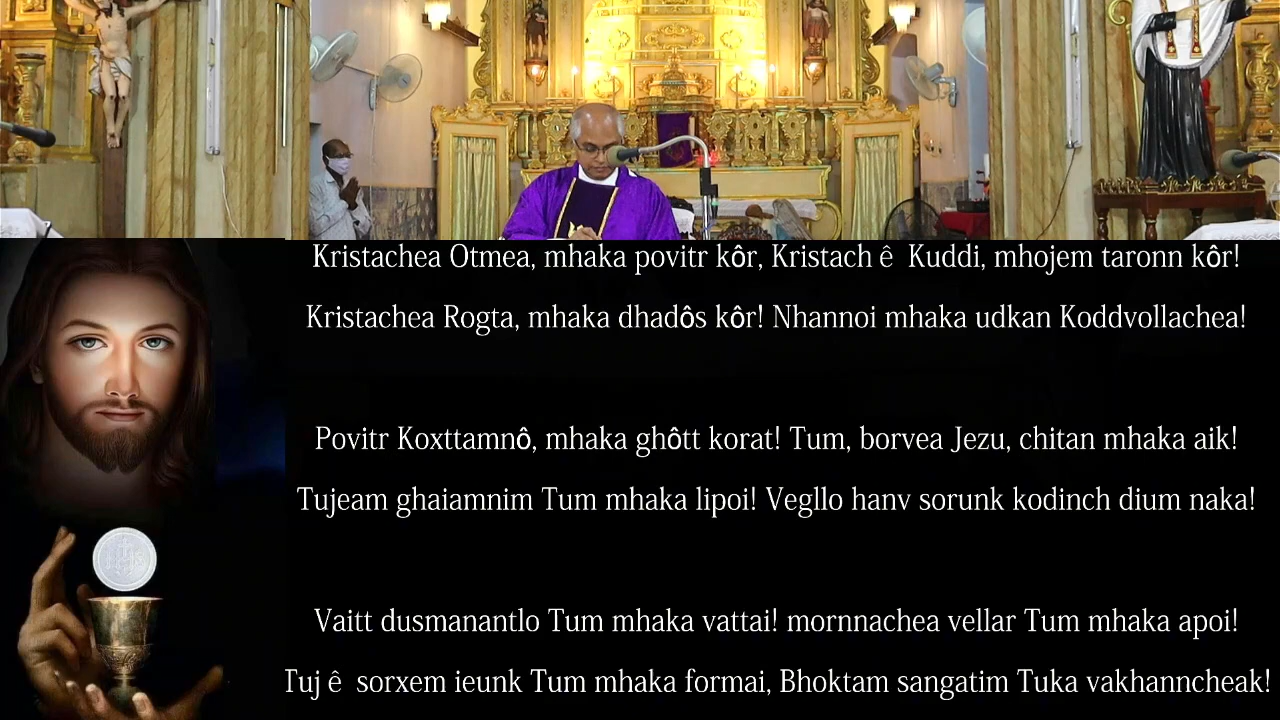 Kristachea Otmea, mhaka povitr kôr, Kristach ê Kuddi, mhojem taronn kôr!
Kristachea Rogta, mhaka dhadôs kôr! Nhannoi mhaka udkan Koddvollachea!
Povitr Koxttamnô, mhaka ghôtt korat! Tum, borvea Jezu, chitan mhaka aik!
Tujeam ghaiamnim Tum mhaka lipoi! Vegllo hanv sorunk kodinch dium naka!
Vaitt dusmanantlo Tum mhaka vattai! mornnachea vellar Tum mhaka apoi!
Tuj ê sorxem ieunk Tum mhaka formai, Bhoktam sangatim Tuka vakhanncheak!